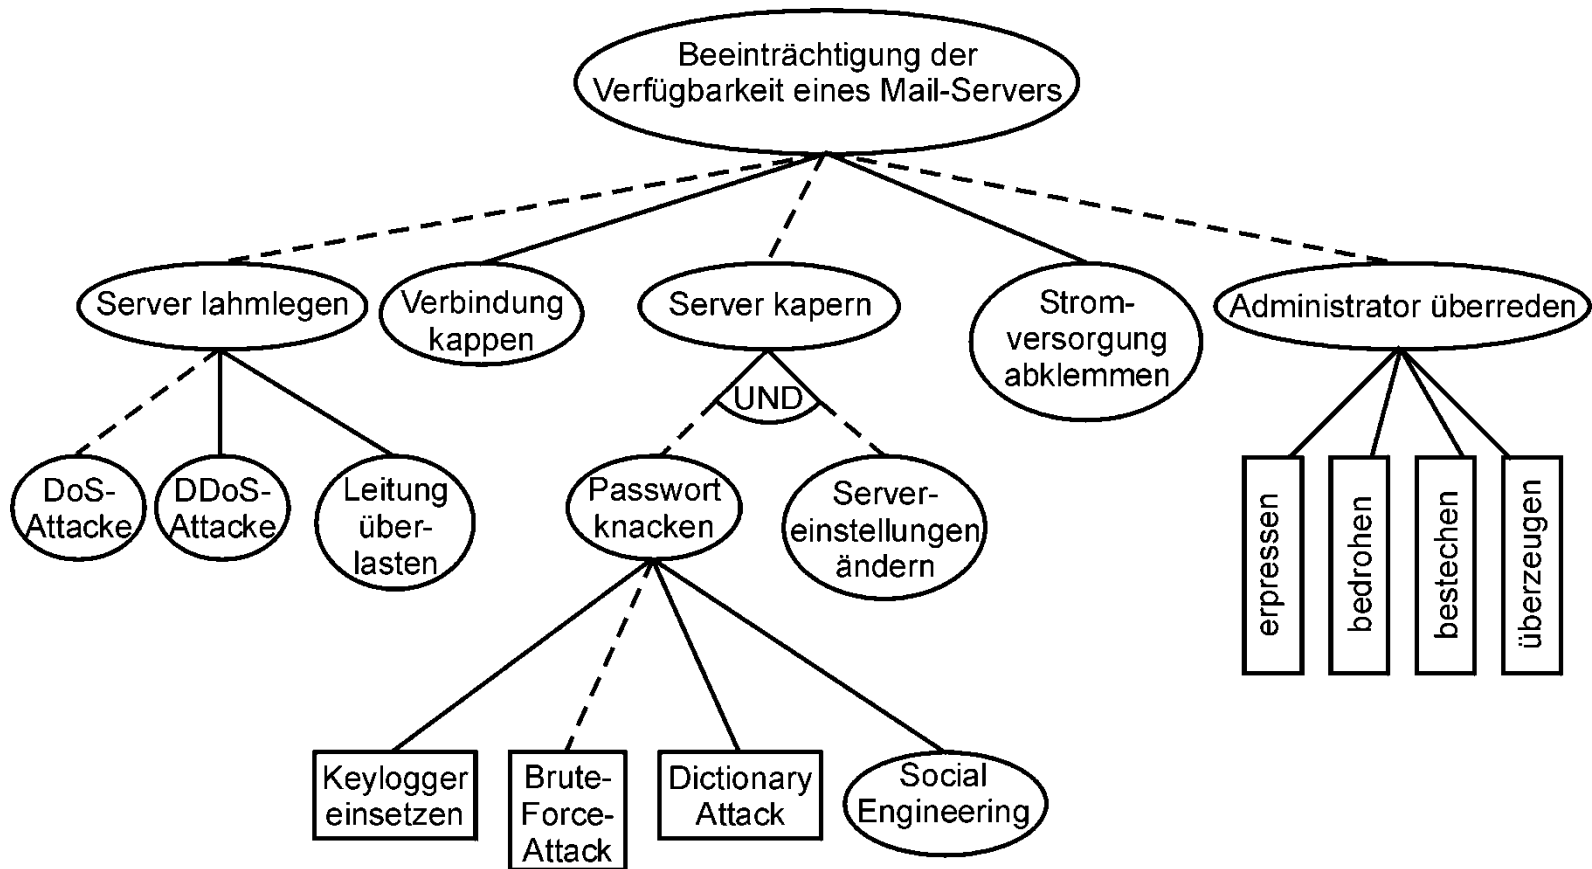 Beeinträchtigung der
Verfügbarkeit eines Mail-Servers
Server lahmlegen
Verbindung
kappen
Server kapern
Strom-
versorgung
abklemmen
Administrator überreden
UND
DoS-
Attacke
DDoS-
Attacke
Leitung
über-
lasten
Passwort
knacken
Server-
einstellungen
ändern
erpressen
bedrohen
bestechen
überzeugen
Keylogger
einsetzen
Brute-
Force-
Attack
Dictionary
Attack
Social
Engineering